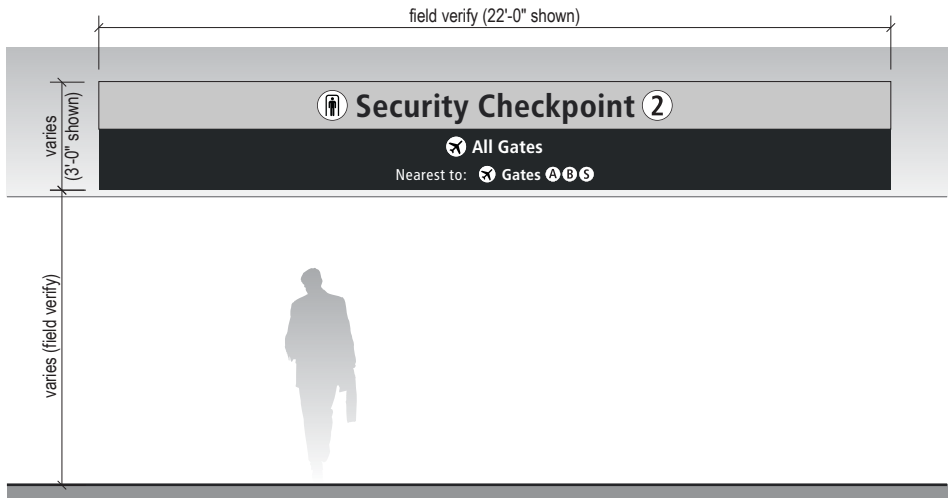 field verify (22'-0" shown)
varies
(3'-0" shown)
Security Checkpoint 2
All Gates
Nearest to: Gates A B S
varies (field verify)